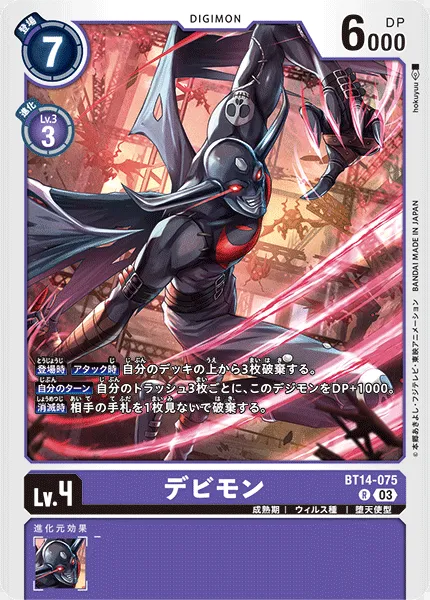 登場
7
DIGIMON
6000
DP
進化
Lv.3
3
hokuyuu
登場時 アタック時 自分のデッキの上から3枚破棄する。
自分のターン 自分のトラッシュ3枚ごとに、このデジモンをDP+1000。
消滅時 相手の手札を1枚見ないで破棄する。
©本郷あきよし・フジテレビ・東映アニメーション BANDAI MADE IN JAPAN
Lv.4
デビモン
BT14-075
R 03
成熟期 | ウィルス種 | 堕天使型
進化元効果